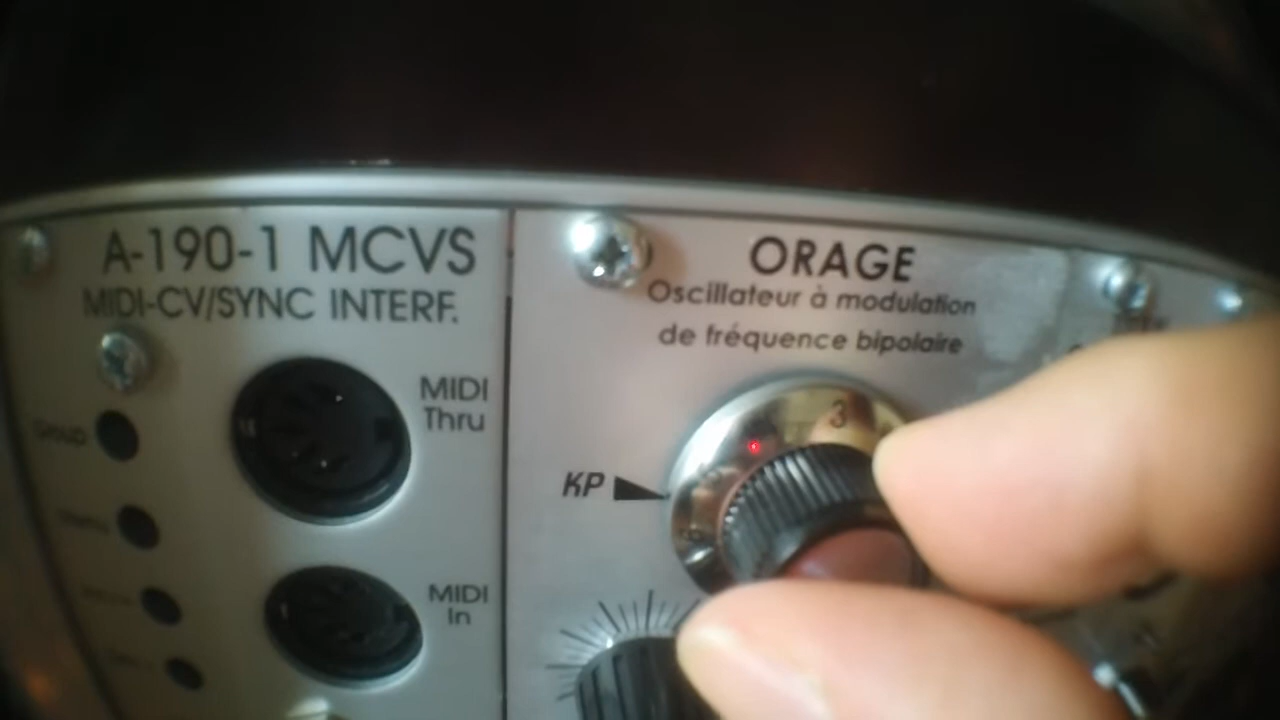 A-190-1 MCVS
MIDI-CV/SYNC INTERF.
MIDI
Thru
MIDI
In
ORAGE
Oscillateur à modulation
de fréquence bipolaire
3
KP